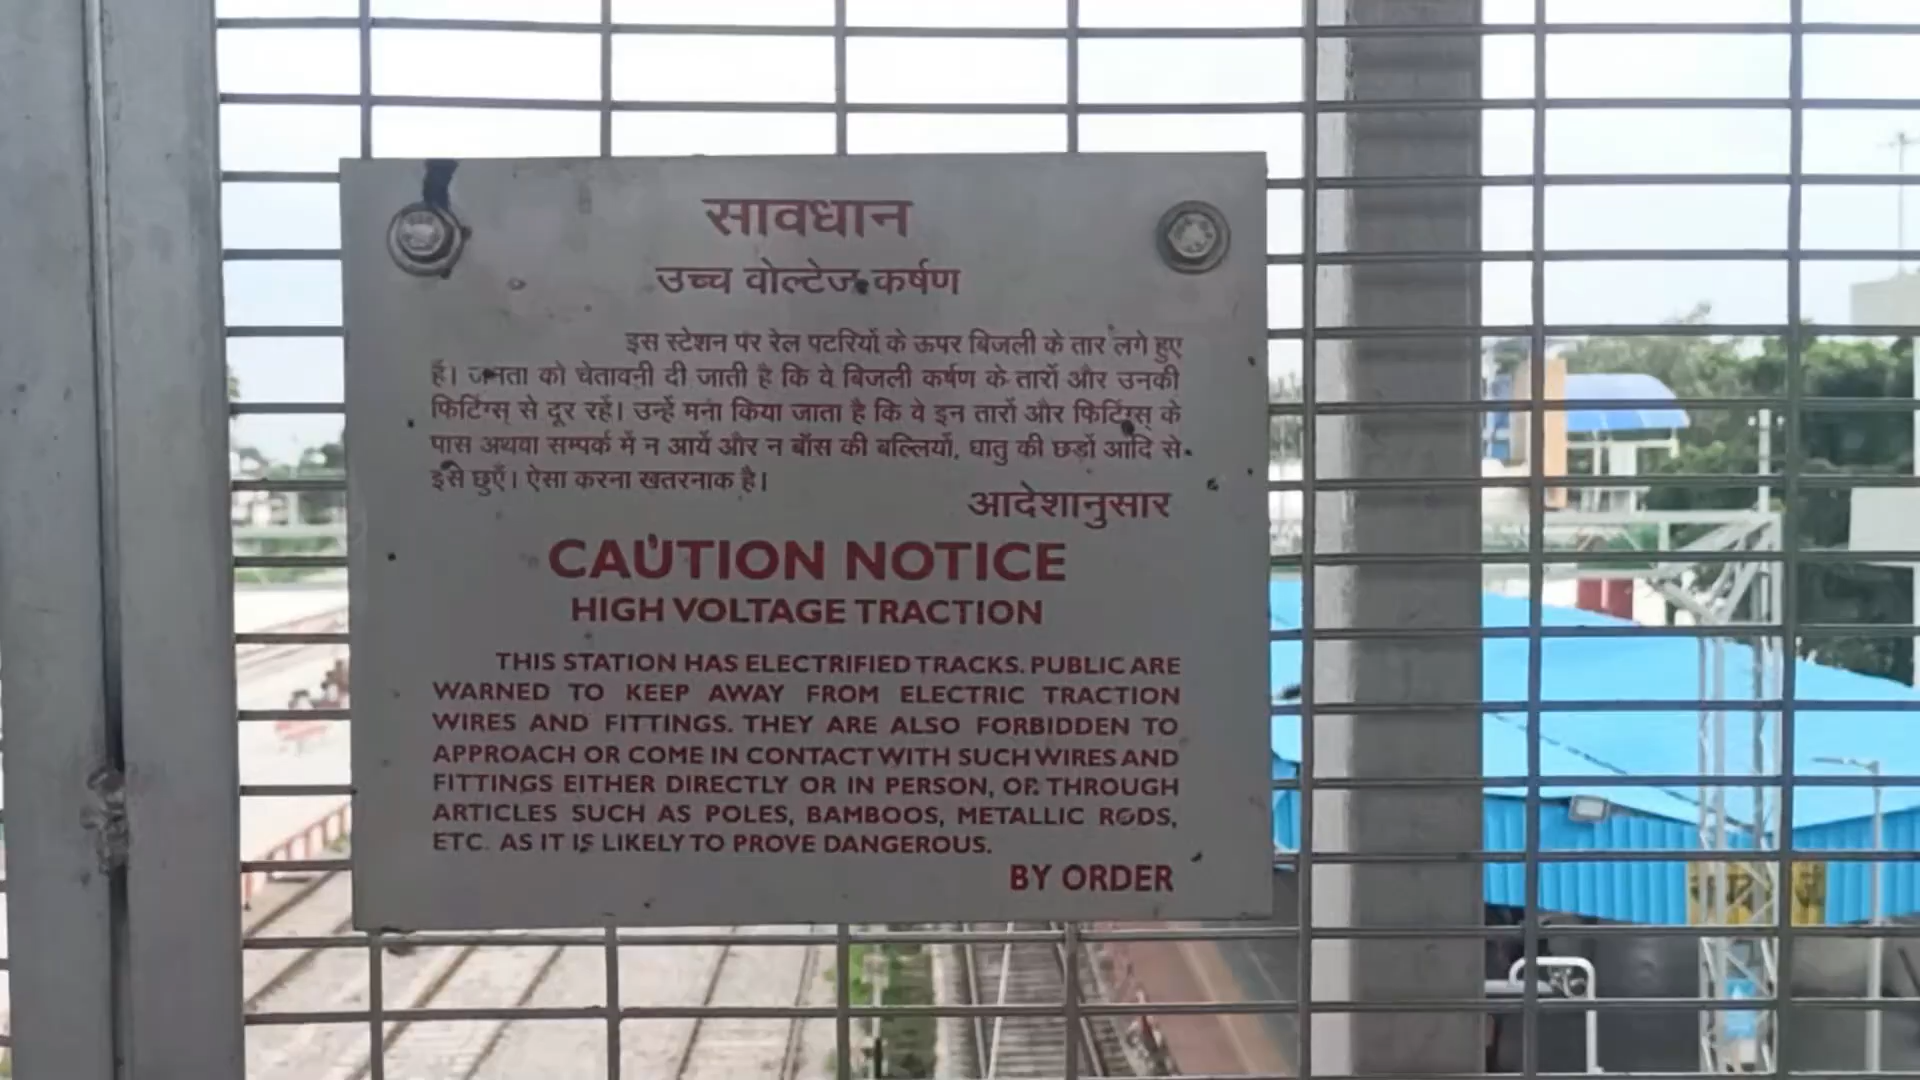 सावधान
उच्च वोल्टेज कर्षण
इस स्टेशन पर रेल पटरियों के ऊपर बिजली के तार लगे हुए
है। जनता को चेतावनी दी जाती है कि वे बिजली कर्षण के तारों और उनकी
फिटिंग्स् से दूर रहें। उन्हें मना किया जाता है कि वे इन तारों और फिटिंग्स् के
पास अथवा सम्पर्क में न आयें और न बाँस की बल्लियों, धातु की छड़ों आदि से
इसे छुएँ। ऐसा करना खतरनाक है।
आदेशानुसार
CAUTION NOTICE
HIGH VOLTAGE TRACTION
THIS STATION HAS ELECTRIFIED TRACKS. PUBLIC ARE
WARNED TO KEEP AWAY FROM ELECTRIC TRACTION
WIRES AND FITTINGS. THEY ARE ALSO FORBIDDEN TO
APPROACH OR COME IN CONTACT WITH SUCH WIRES AND
FITTINGS EITHER DIRECTLY OR IN PERSON, OR THROUGH
ARTICLES SUCH AS POLES, BAMBOOS, METALLIC RODS,
ETC. AS IT IS LIKELY TO PROVE DANGEROUS.
BY ORDER